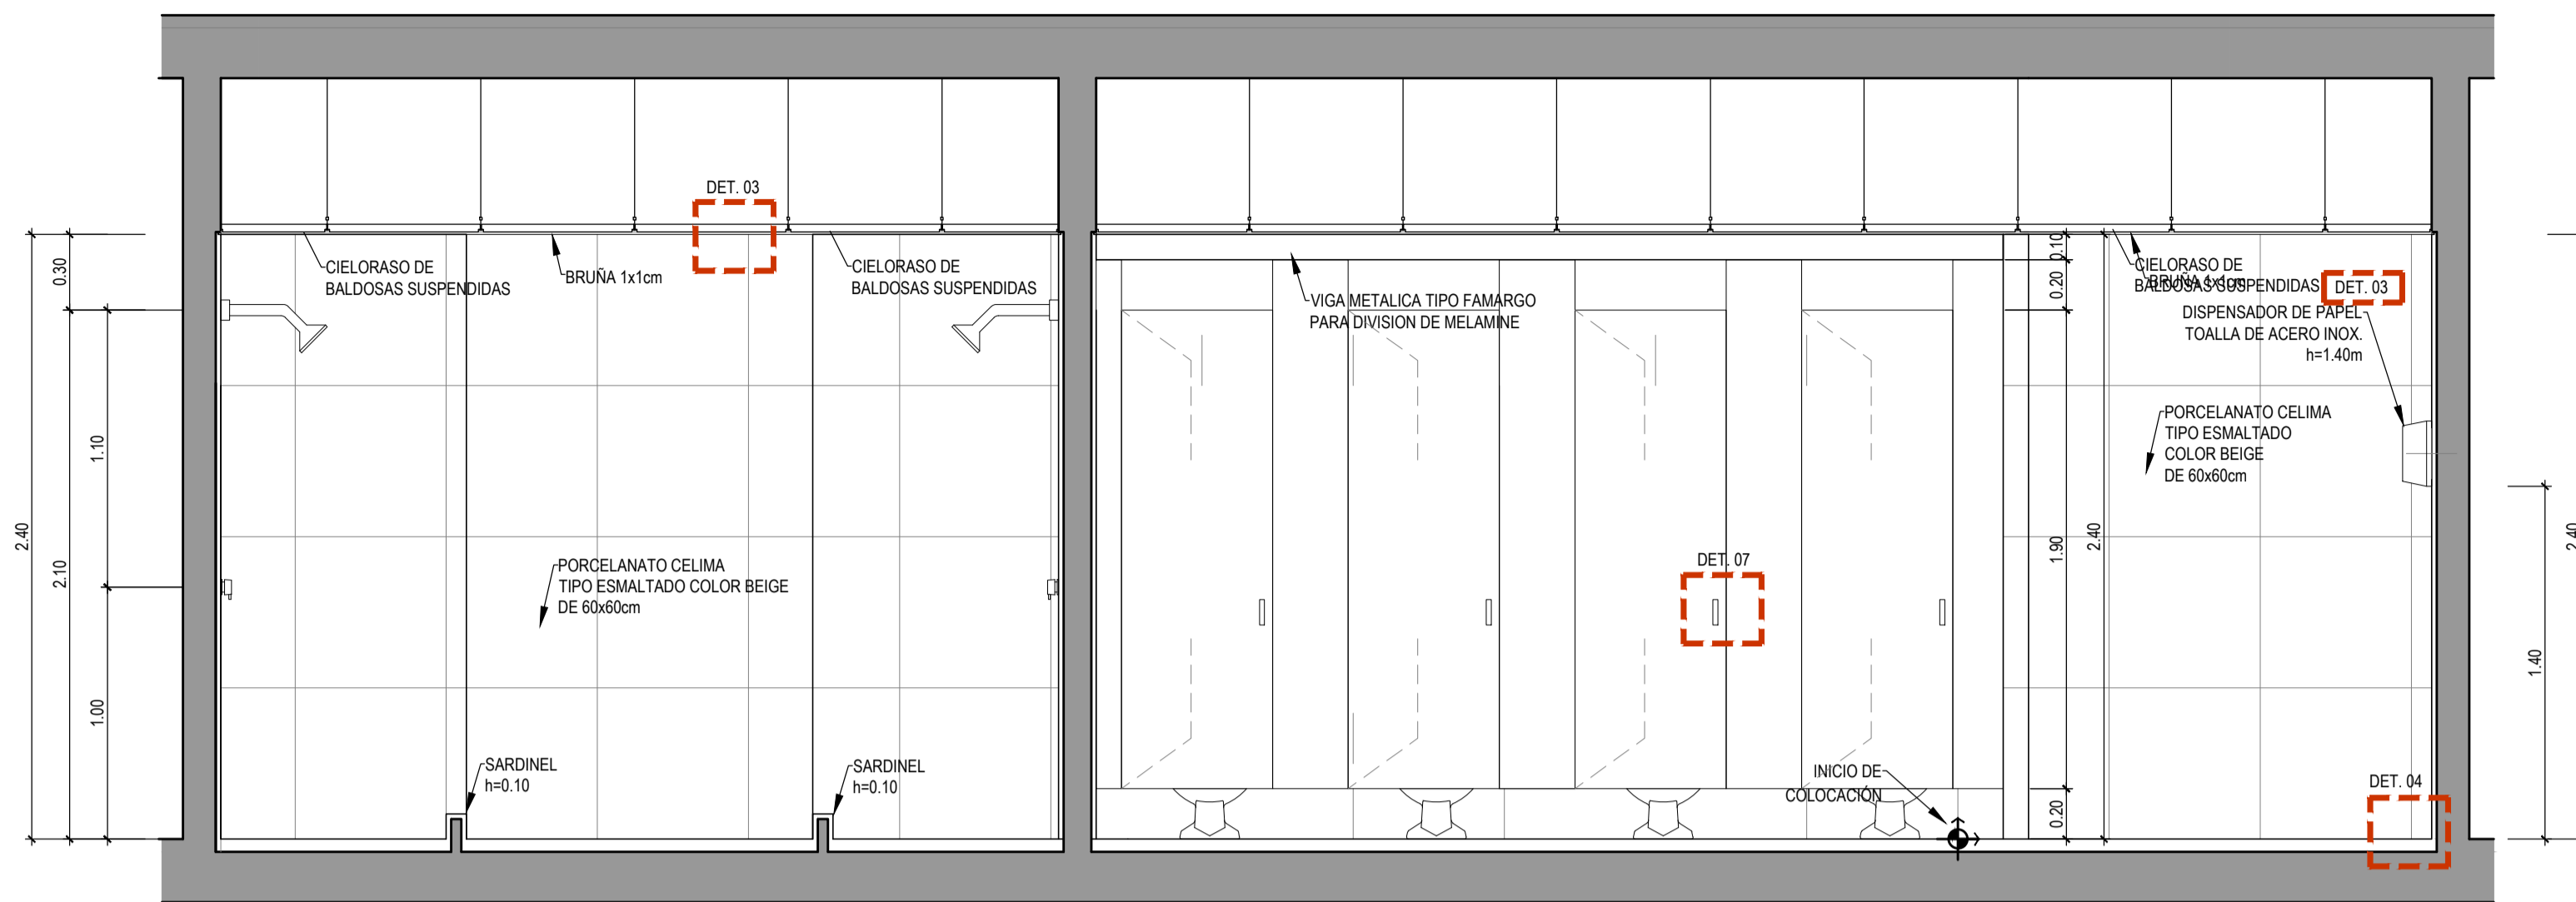 DET. 03
CIELORASO DE
BALDOSAS SUSPENDIDAS
BRUÑA 1x1cm
CIELORASO DE
BALDOSAS SUSPENDIDAS
0.30
1.10
2.40
2.10
1.00
PORCELANATO CELIMA
TIPO ESMALTADO COLOR BEIGE
DE 60x60cm
SARDINEL
h=0.10
SARDINEL
h=0.10
VIGA METALICA TIPO FAMARGO
PARA DIVISION DE MELAMINE
0.10
0.20
CIELORASO DE
BRUÑA 1x1cm
BALDOSAS SUSPENDIDAS
DET. 03
DISPENSADOR DE PAPEL
TOALLA DE ACERO INOX.
h=1.40m
PORCELANATO CELIMA
TIPO ESMALTADO
COLOR BEIGE
DE 60x60cm
DET. 07
1.90
2.40
2.40
1.40
INICIO DE
COLOCACIÓN
0.20
DET. 04